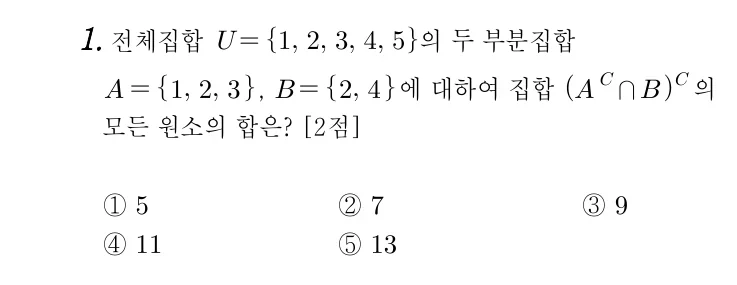 1. 전체집합 U={1, 2, 3, 4, 5}의 두 부분집합
A={1, 2, 3}, B={2, 4}에 대하여 집합 (A^C∩B)^C의
모든 원소의 합은? [2점]
① 5 ② 7 ③ 9
④ 11 ⑤ 13